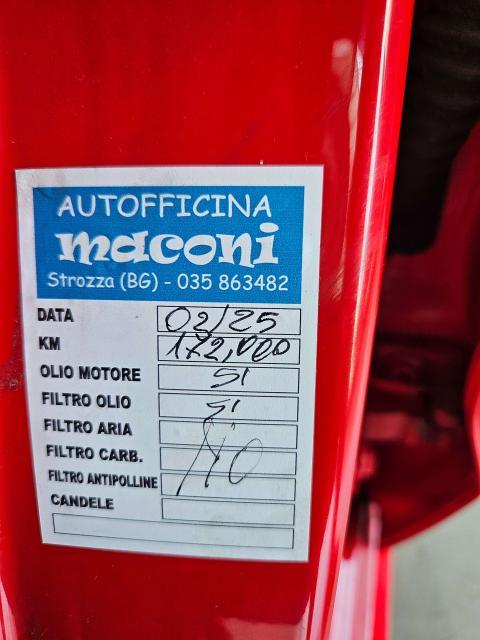 AUTOFFICINA
maconi
Strozza (BG) - 035 863482
DATA 02/25
KM 172,000
OLIO MOTORE SI
FILTRO OLIO SI
FILTRO ARIA
FILTRO CARB. NO
FILTRO ANTIPOLLINE
CANDELE